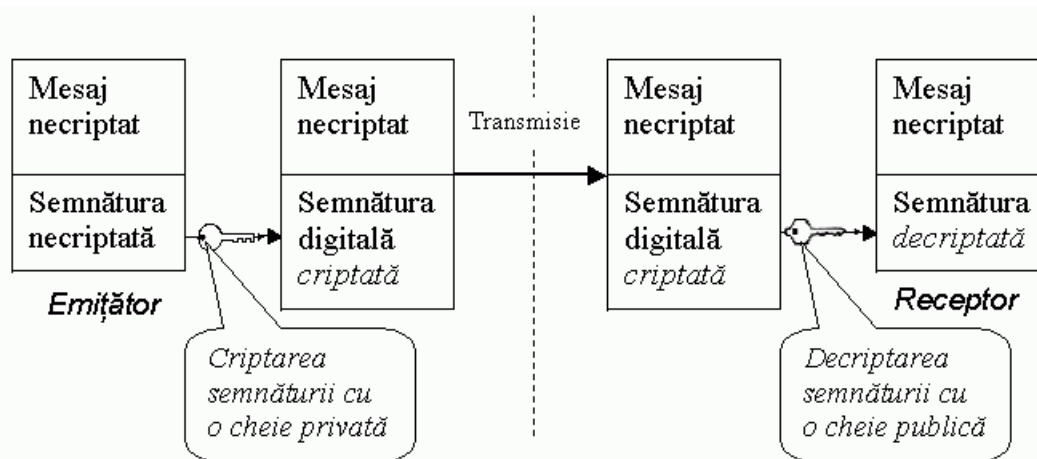 Mesaj
necriptat
Semnătura
necriptată
Emițător
Criptarea
semnăturii cu
o cheie privată
Mesaj
necriptat
Semnătura
digitală
criptată
Transmisie
Mesaj
necriptat
Semnătura
digitală
criptată
Mesaj
necriptat
Semnătura
decriptată
Receptor
Decriptarea
semnăturii cu
o cheie publică